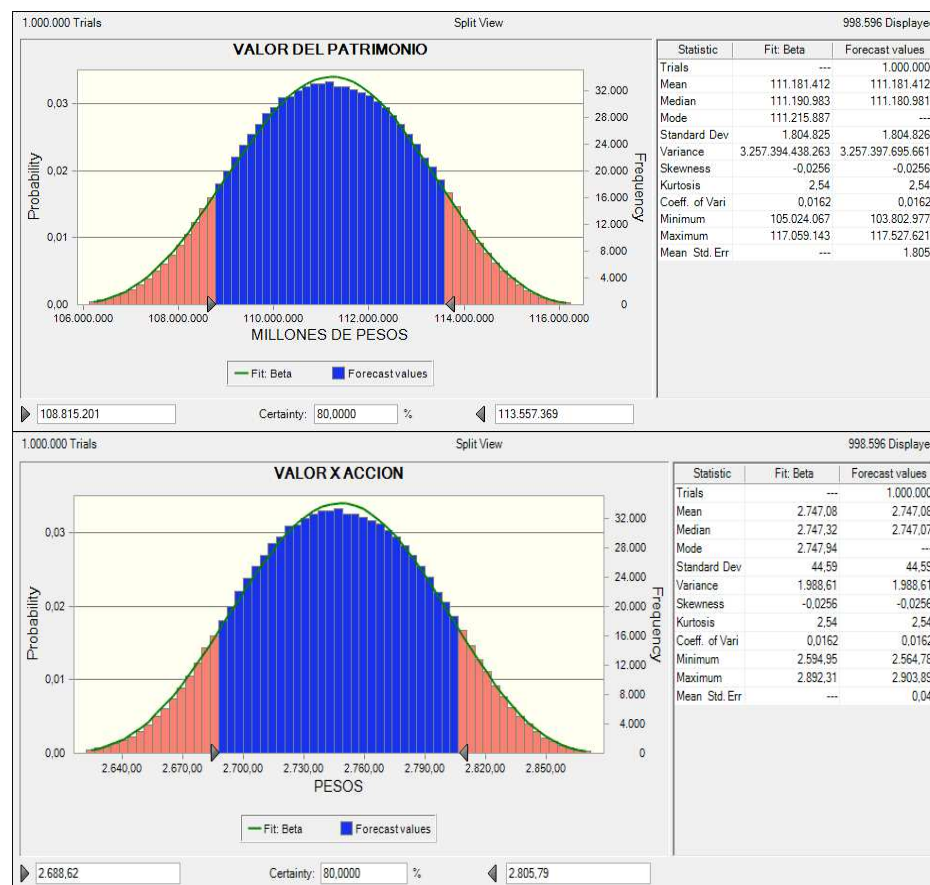 1.000.000 Trials Split View 998.596 Displaye
VALOR DEL PATRIMONIO
Probability
0,03
0,02
0,01
0,00
32.000
28.000
24.000
20.000
16.000
12.000
8.000
4.000
0
Frequency
106.000.000 108.000.000 110.000.000 112.000.000 114.000.000 116.000.000
MILLONES DE PESOS
Fit: Beta Forecast values
Statistic Fit: Beta Forecast values
Trials --- 1.000.000
Mean 111.181.412 111.181.412
Median 111.190.983 111.180.981
Mode 111.215.887 ---
Standard Dev 1.804.825 1.804.826
Variance 3.257.394.438.263 3.257.397.695.661
Skewness -0,0256 -0,0256
Kurtosis 2,54 2,54
Coeff. of Vari 0,0162 0,0162
Minimum 105.024.067 103.802.977
Maximum 117.059.143 117.527.621
Mean Std. Err --- 1.805
108.815.201 Certainty: 80,0000 % 113.557.369
1.000.000 Trials Split View 998.596 Displaye
VALOR X ACCION
Probability
0,03
0,02
0,01
0,00
32.000
28.000
24.000
20.000
16.000
12.000
8.000
4.000
0
Frequency
2.640,00 2.670,00 2.700,00 2.730,00 2.760,00 2.790,00 2.820,00 2.850,00
PESOS
Fit: Beta Forecast values
Statistic Fit: Beta Forecast values
Trials --- 1.000.000
Mean 2.747,08 2.747,08
Median 2.747,32 2.747,07
Mode 2.747,94 ---
Standard Dev 44,59 44,59
Variance 1.988,61 1.988,61
Skewness -0,0256 -0,0256
Kurtosis 2,54 2,54
Coeff. of Vari 0,0162 0,0162
Minimum 2.594,95 2.564,78
Maximum 2.892,31 2.903,89
Mean Std. Err --- 0,04
2.688,62 Certainty: 80,0000 % 2.805,79